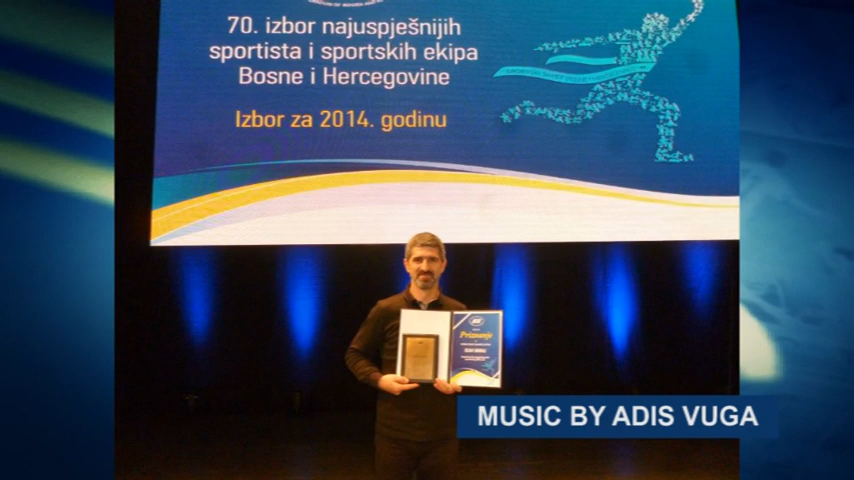 70. izbor najuspješnijih
sportista i sportskih ekipa
Bosne i Hercegovine
Izbor za 2014. godinu
Priznanje
MUSIC BY ADIS VUGA